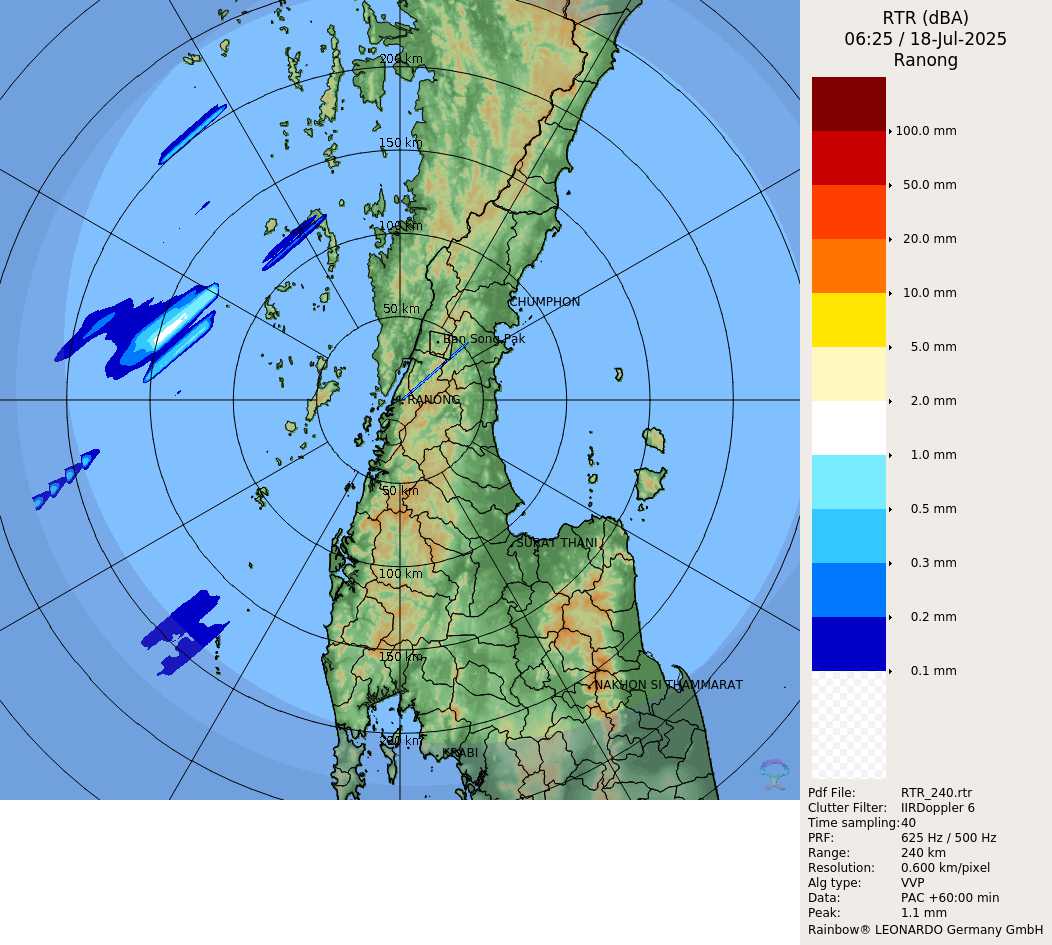 RTR (dBA)
06:25 / 18-Jul-2025
Ranong
100.0 mm
50.0 mm
20.0 mm
10.0 mm
5.0 mm
2.0 mm
1.0 mm
0.5 mm
0.3 mm
0.2 mm
0.1 mm
Pdf File: RTR_240.rtr
Clutter Filter: IIRDoppler 6
Time sampling: 40
PRF: 625 Hz / 500 Hz
Range: 240 km
Resolution: 0.600 km/pixel
Alg type: VVP
Data: PAC +60:00 min
Peak: 1.1 mm
Rainbow® LEONARDO Germany GmbH
200 km
150 km
100 km
50 km
CHUMPHON
Ban Song Pak
RANONG
50 km
SURAT THANI
100 km
150 km
NAKHON SI THAMMARAT
200 km
KRABI